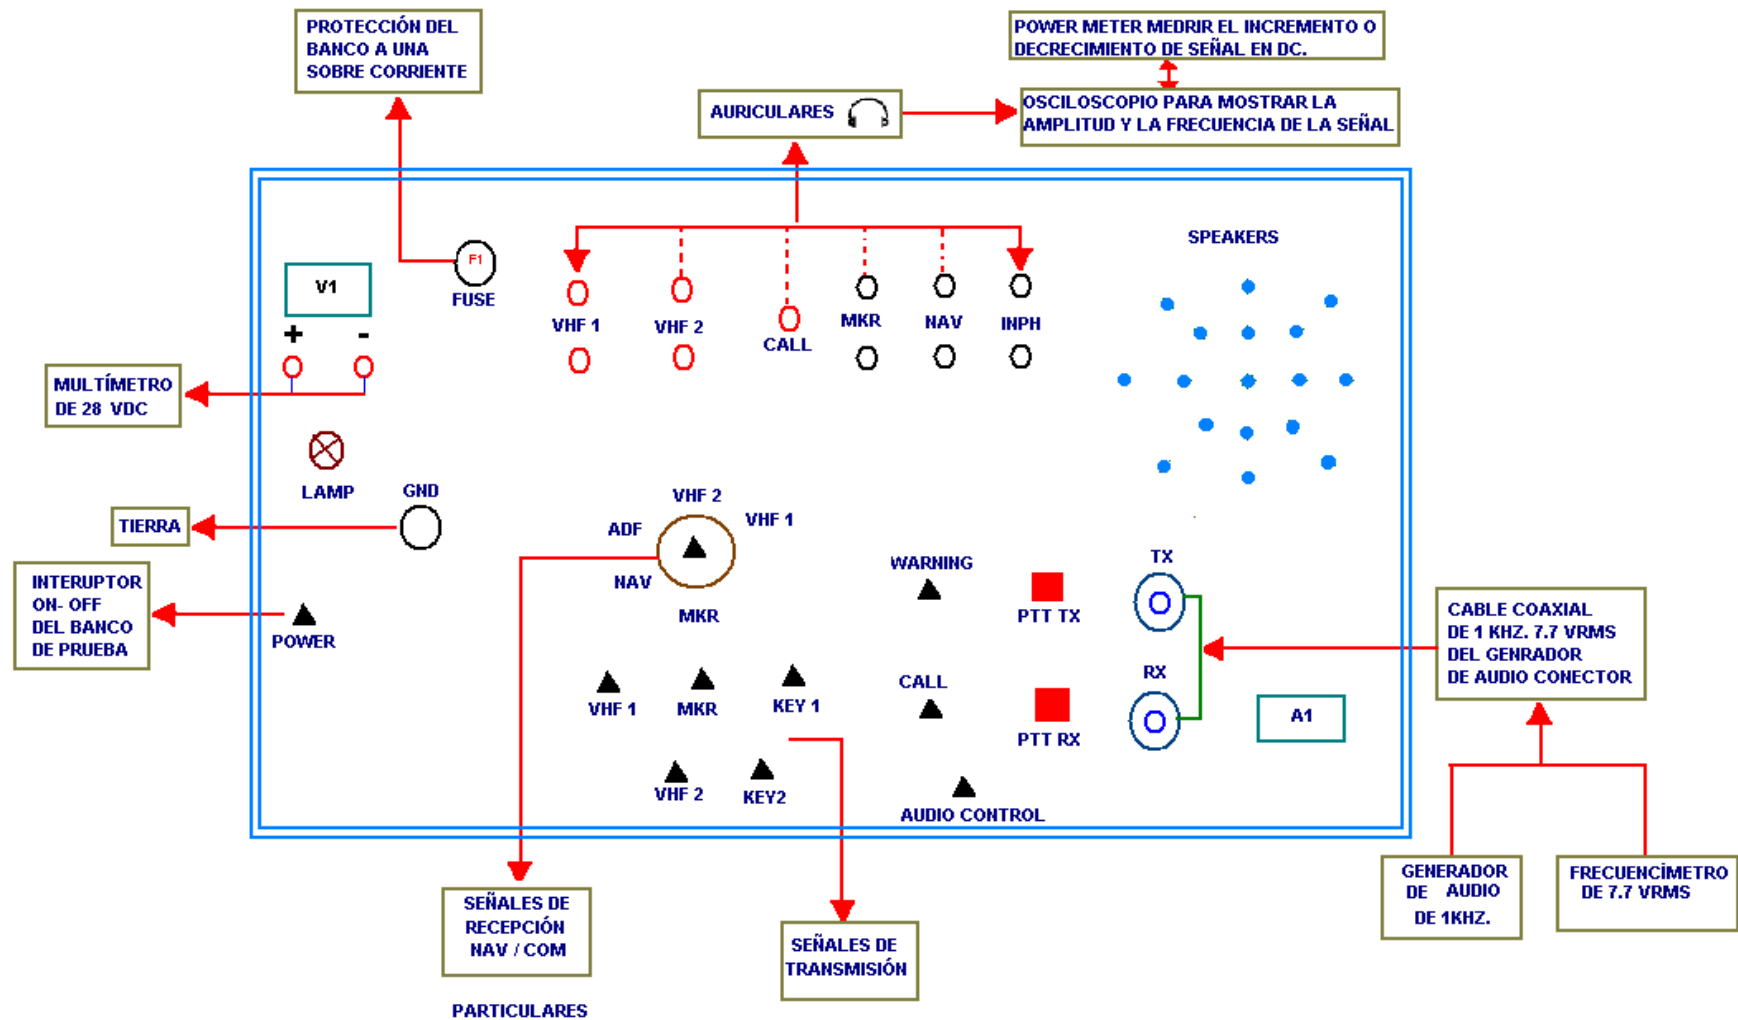 PROTECCIÓN DEL
BANCO A UNA
SOBRE CORRIENTE
POWER METER MEDRIR EL INCREMENTO O
DECRECIMIENTO DE SEÑAL EN DC.
AURICULARES
OSCILOSCOPIO PARA MOSTRAR LA
AMPLITUD Y LA FRECUENCIA DE LA SEÑAL
SPEAKERS
F1
FUSE
V1
+ -
VHF 1
VHF 2
CALL
MKR
NAV
INPH
MULTÍMETRO
DE 28 VDC
LAMP
GND
TIERRA
VHF 2
ADF
VHF 1
NAV
MKR
INTERUPTOR
ON- OFF
DEL BANCO
DE PRUEBA
POWER
WARNING
PTT TX
TX
CABLE COAXIAL
DE 1 KHZ. 7.7 VRMS
DEL GENRADOR
DE AUDIO CONECTOR
VHF 1
MKR
KEY 1
CALL
PTT RX
RX
A1
VHF 2
KEY2
AUDIO CONTROL
SEÑALES DE
RECEPCIÓN
NAV / COM
PARTICULARES
SEÑALES DE
TRANSMISIÓN
GENERADOR
DE AUDIO
DE 1KHZ.
FRECUENCÍMETRO
DE 7.7 VRMS